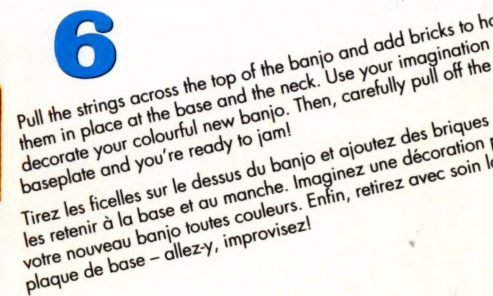 6
Pull the strings across the top of the banjo and add bricks to
them in place at the base and the neck. Use your imagination
decorate your colourful new banjo. Then, carefully pull off the
baseplate and you're ready to jam!
Tirez les ficelles sur le dessus du banjo et ajoutez des briques
les retenir à la base et au manche. Imaginez une décoration
votre nouveau banjo toutes couleurs. Enfin, retirez avec soin
plaque de base – allez-y, improvisez!